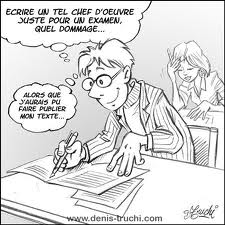 ECRIRE UN TEL CHEF D'OEUVRE
JUSTE POUR UN EXAMEN,
QUEL DOMMAGE...
ALORS QUE
J'AURAIS PU
FAIRE PUBLIER
MON TEXTE...
Truchi
www.denis-truchi.com